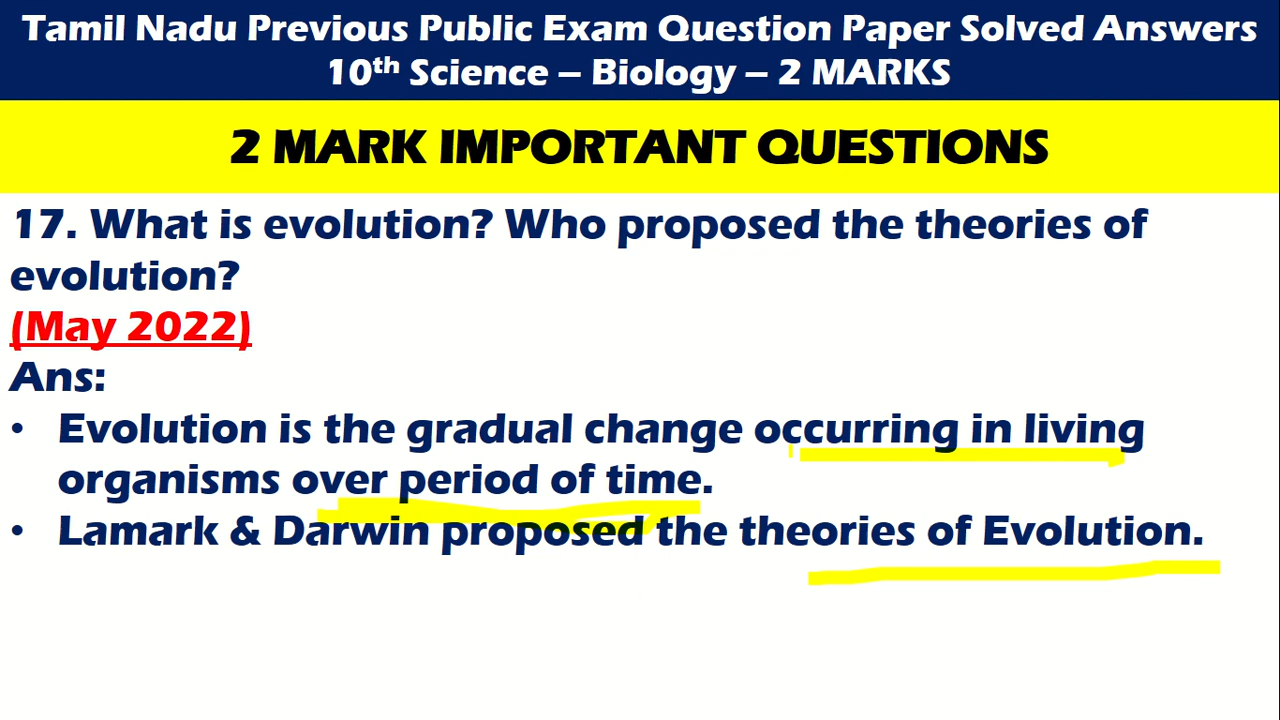 Tamil Nadu Previous Public Exam Question Paper Solved Answers
10th Science – Biology – 2 MARKS
2 MARK IMPORTANT QUESTIONS
17. What is evolution? Who proposed the theories of
evolution?
(May 2022)
Ans:
• Evolution is the gradual change occurring in living
organisms over period of time.
• Lamark & Darwin proposed the theories of Evolution.